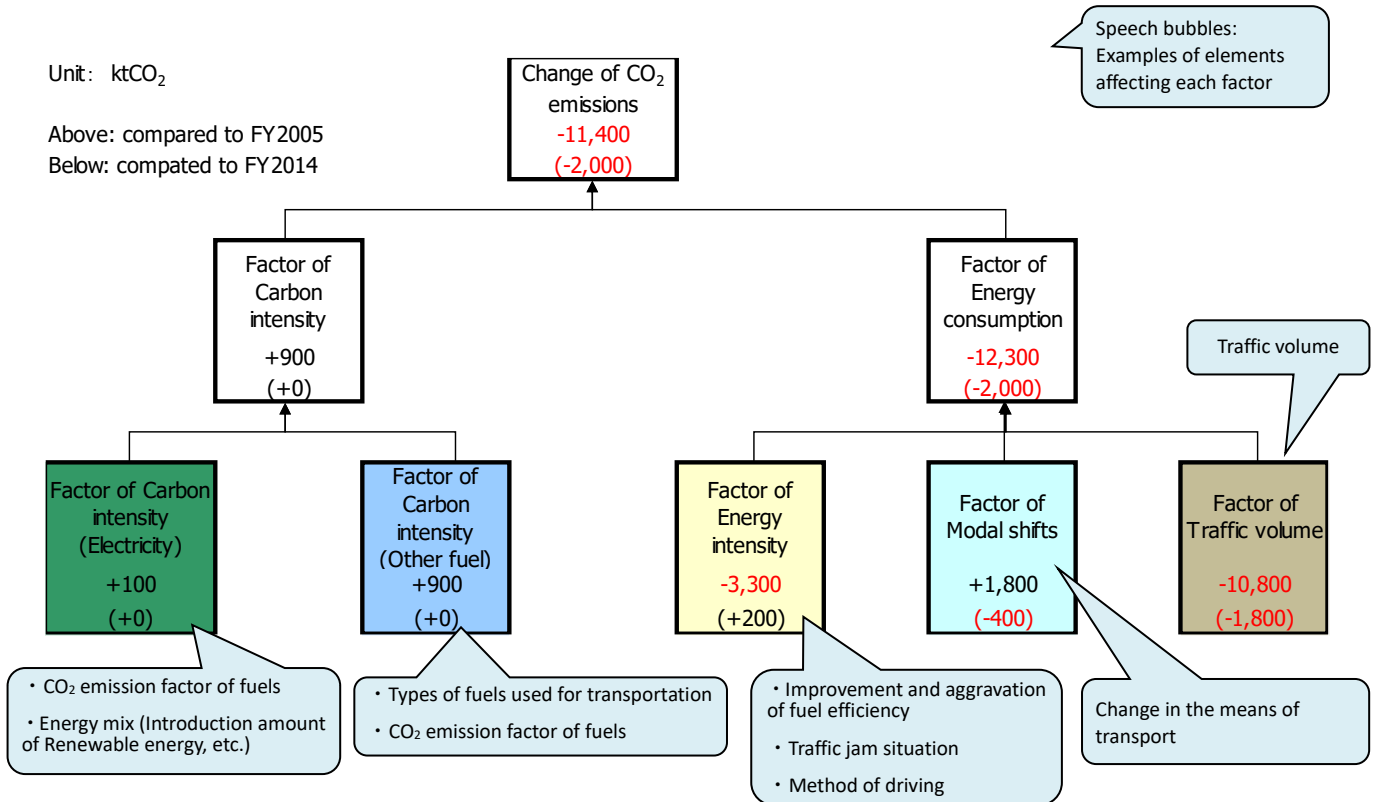 Speech bubbles:
Examples of elements
affecting each factor
Unit: ktCO₂
Above: compared to FY2005
Below: compated to FY2014
Change of CO₂
emissions
-11,400
(-2,000)
Factor of
Carbon
intensity
+900
(+0)
Factor of
Energy
consumption
-12,300
(-2,000)
Traffic volume
Factor of Carbon
intensity
(Electricity)
+100
(+0)
Factor of
Carbon
intensity
(Other fuel)
+900
(+0)
Factor of
Energy
intensity
-3,300
(+200)
Factor of
Modal shifts
+1,800
(-400)
Factor of
Traffic volume
-10,800
(-1,800)
・CO₂ emission factor of fuels
・Energy mix (Introduction amount
of Renewable energy, etc.)
・Types of fuels used for transportation
・CO₂ emission factor of fuels
・Improvement and aggravation
of fuel efficiency
・Traffic jam situation
・Method of driving
Change in the means of
transport